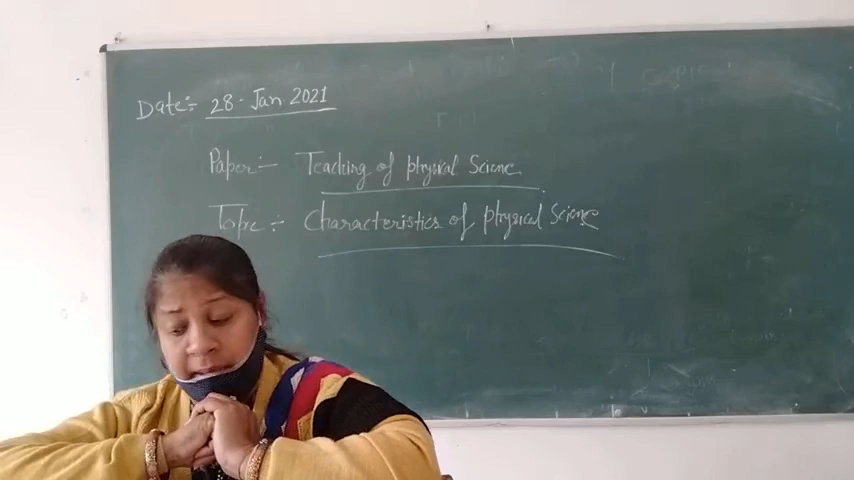 Date:- 28 - Jan 2021
Paper:- Teaching of physical Science
Topic :- Characteristics of physical Science